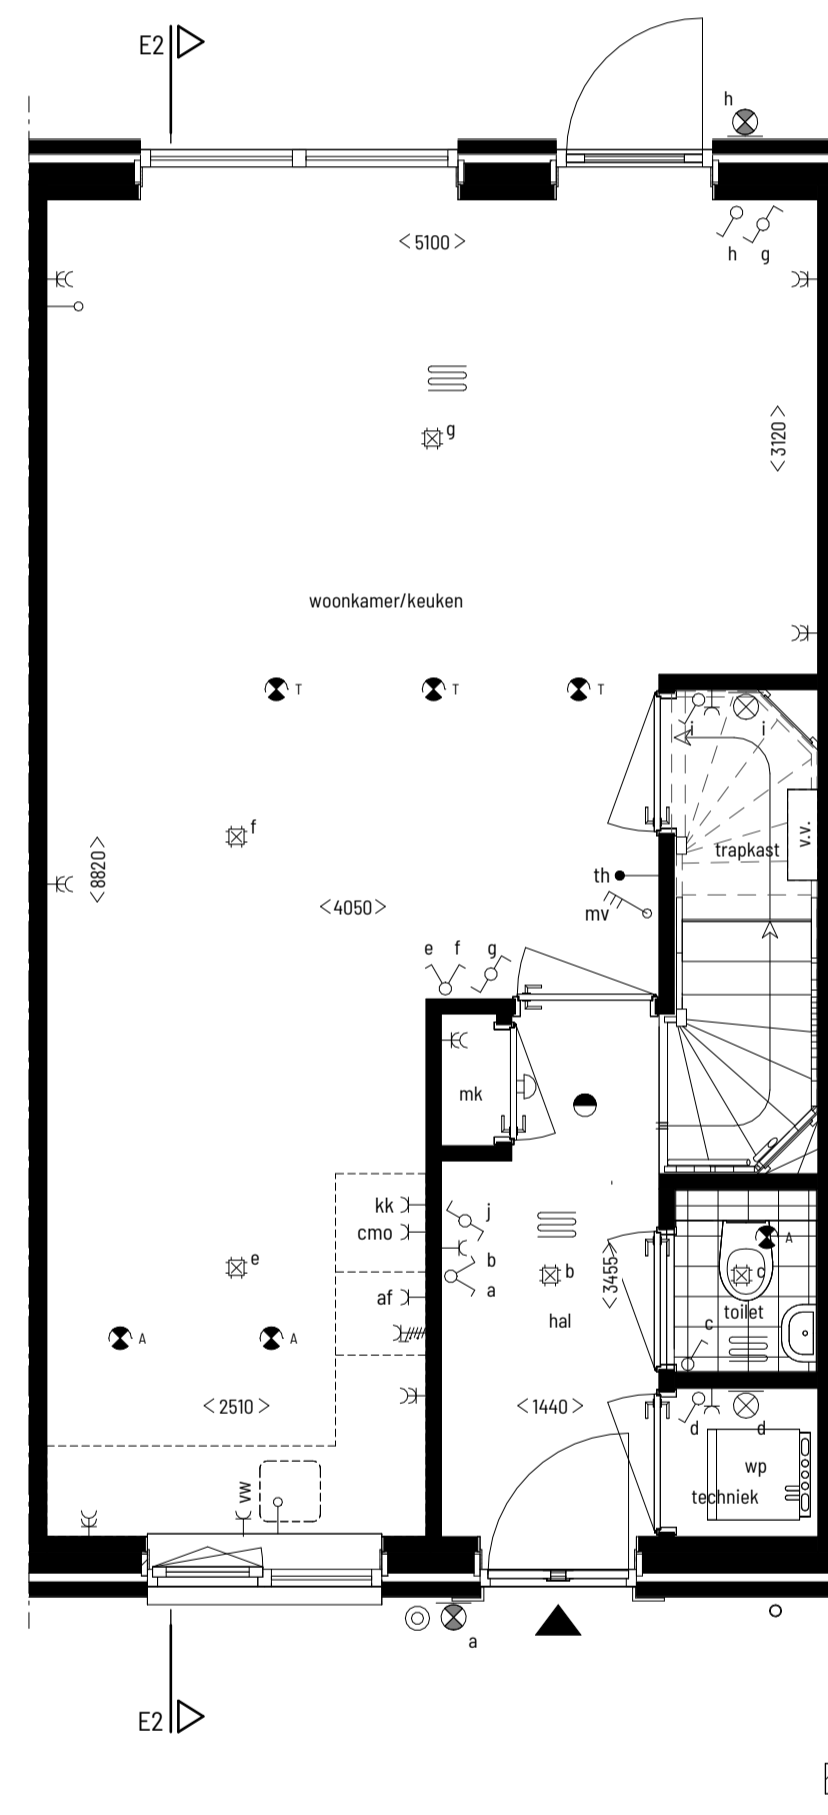 E2
h
5100
h g
g
3120
woonkamer/keuken
T T T
i i
f
8820
trapkast
v.v.
th
4050
mv
e f g
mk
kk
cmo
j
b
a
e
af
b
3455
c
A
hal
toilet
c
A A
2510
1440
d d
wp
techniek
vw
a
E2